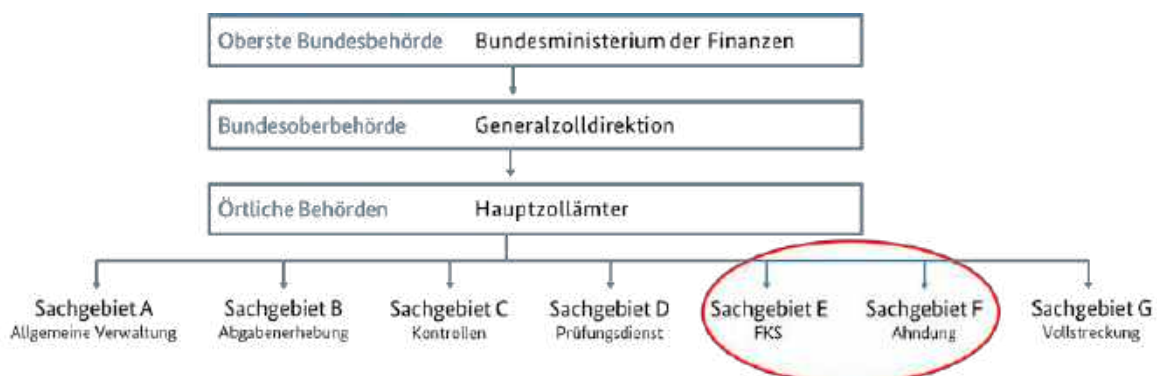 Oberste Bundesbehörde Bundesministerium der Finanzen
Bundesoberbehörde Generalzolldirektion
Örtliche Behörden Hauptzollämter
Sachgebiet A Sachgebiet B Sachgebiet C Sachgebiet D Sachgebiet E Sachgebiet F Sachgebiet G
Allgemeine Verwaltung Abgabenerhebung Kontrollen Prüfungsdienst FKS Ahndung Vollstreckung